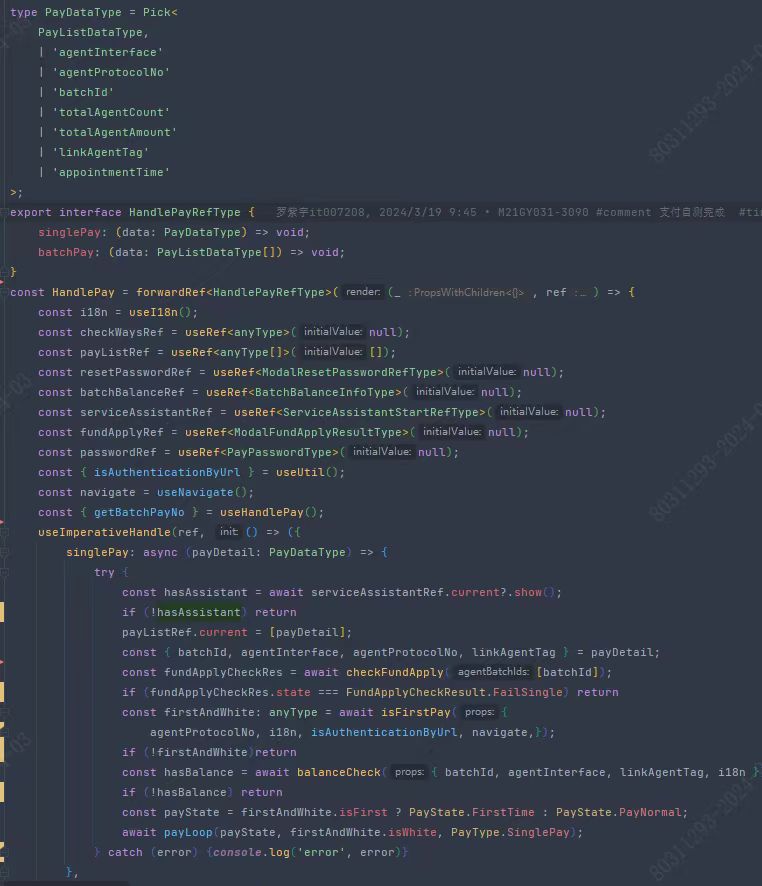 type PayDataType = Pick<
    PayListDataType,
    | 'agentInterface'
    | 'agentProtocolNo'
    | 'batchId'
    | 'totalAgentCount'
    | 'totalAgentAmount'
    | 'linkAgentTag'
    | 'appointmentTime'
>;
export interface HandlePayRefType {    罗紫宇it007208, 2024/3/19 9:45 • M21GY031-3090 #comment 支付自测完成 #ti
    singlePay: (data: PayDataType) => void;
    batchPay: (data: PayListDataType[]) => void;
}
const HandlePay = forwardRef<HandlePayRefType>( render: (_ : PropsWithChildren<{}> , ref : … ) => {
    const i18n = useI18n();
    const checkWaysRef = useRef<anyType>( initialValue: null);
    const payListRef = useRef<anyType[]>( initialValue: []);
    const resetPasswordRef = useRef<ModalResetPasswordRefType>( initialValue: null);
    const batchBalanceRef = useRef<BatchBalanceInfoType>( initialValue: null);
    const serviceAssistantRef = useRef<ServiceAssistantStartRefType>( initialValue: null);
    const fundApplyRef = useRef<ModalFundApplyResultType>( initialValue: null);
    const passwordRef = useRef<PayPasswordType>( initialValue: null);
    const { isAuthenticationByUrl } = useUtil();
    const navigate = useNavigate();
    const { getBatchPayNo } = useHandlePay();
    useImperativeHandle(ref, init: () => ({
        singlePay: async (payDetail: PayDataType) => {
            try {
                const hasAssistant = await serviceAssistantRef.current?.show();
                if (!hasAssistant) return
                payListRef.current = [payDetail];
                const { batchId, agentInterface, agentProtocolNo, linkAgentTag } = payDetail;
                const fundApplyCheckRes = await checkFundApply( agentBatchIds: [batchId]);
                if (fundApplyCheckRes.state === FundApplyCheckResult.FailSingle) return
                const firstAndWhite: anyType = await isFirstPay( props: {
                    agentProtocolNo, i18n, isAuthenticationByUrl, navigate,});
                if (!firstAndWhite)return
                const hasBalance = await balanceCheck( props: { batchId, agentInterface, linkAgentTag, i18n }
                if (!hasBalance) return
                const payState = firstAndWhite.isFirst ? PayState.FirstTime : PayState.PayNormal;
                await payLoop(payState, firstAndWhite.isWhite, PayType.SinglePay);
            } catch (error) {console.log('error', error)}
        },